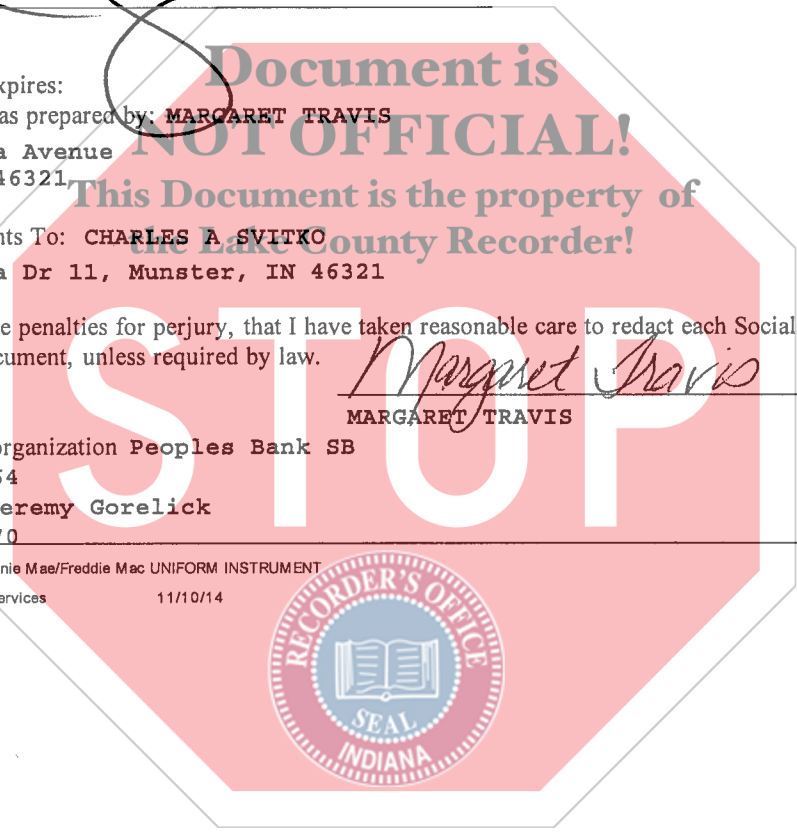 Document is
xpires:
as prepared by: MARGARET TRAVIS
NOT OFFICIAL!
a Avenue
46321
This Document is the property of
nts To: CHARLES A SVITKO
the Lake County Recorder!
a Dr 11, Munster, IN 46321
e penalties for perjury, that I have taken reasonable care to redact each Social
cument, unless required by law.
Margaret Travis
MARGARET TRAVIS
STOP
organization Peoples Bank SB
54
eremy Gorelick
70
nie Mae/Freddie Mac UNIFORM INSTRUMENT
ervices 11/10/14
RECORDER'S OFFICE
SEAL
INDIANA